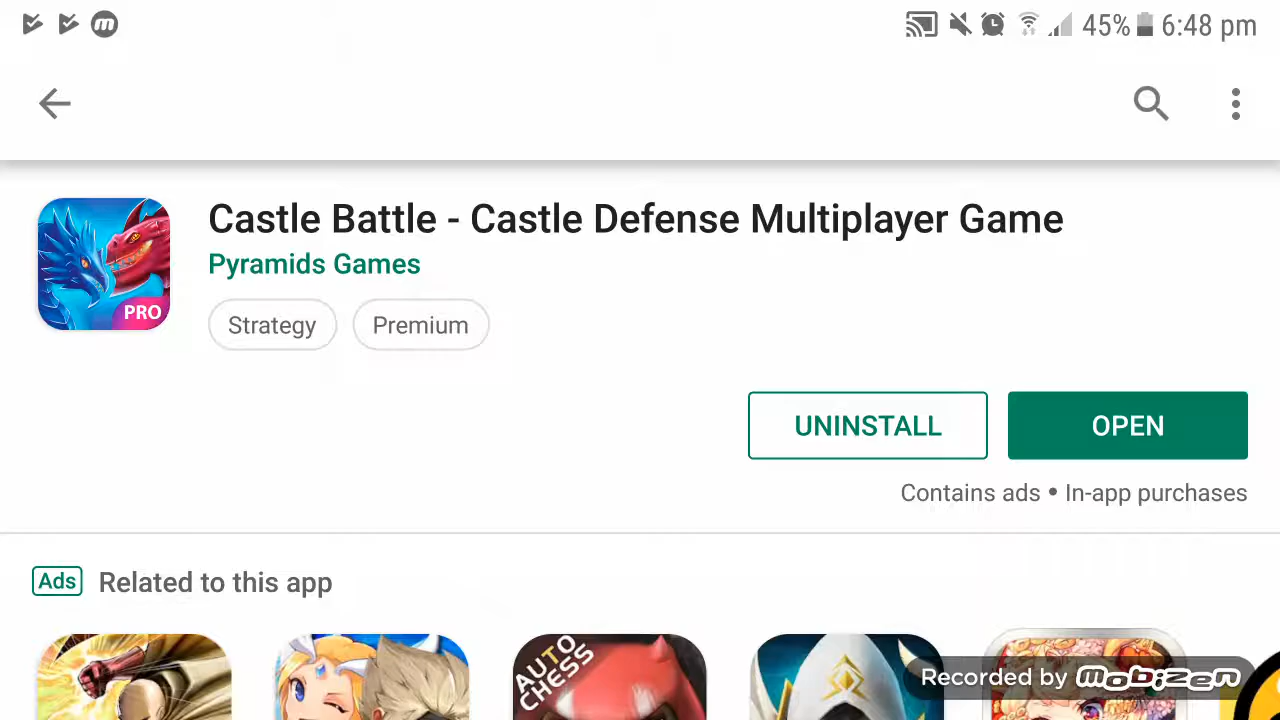 m
45% 6:48 pm
Castle Battle - Castle Defense Multiplayer Game
Pyramids Games
PRO
Strategy
Premium
UNINSTALL
OPEN
Contains ads • In-app purchases
Ads Related to this app
AUTO
CHESS
Recorded by mobizen